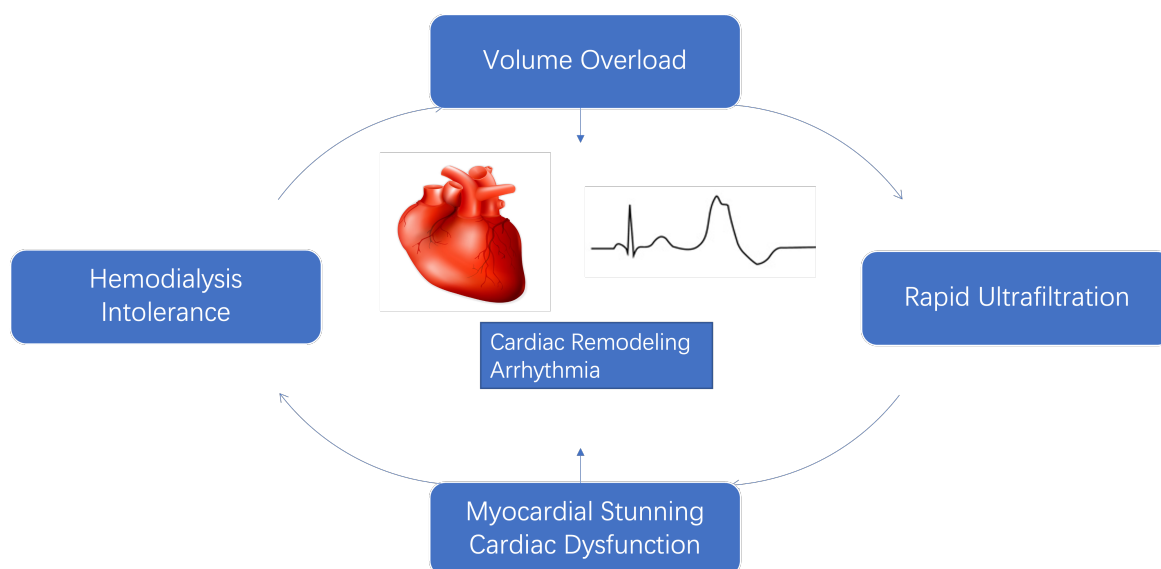 Volume Overload
Hemodialysis
Intolerance
Rapid Ultrafiltration
Cardiac Remodeling
Arrhythmia
Myocardial Stunning
Cardiac Dysfunction